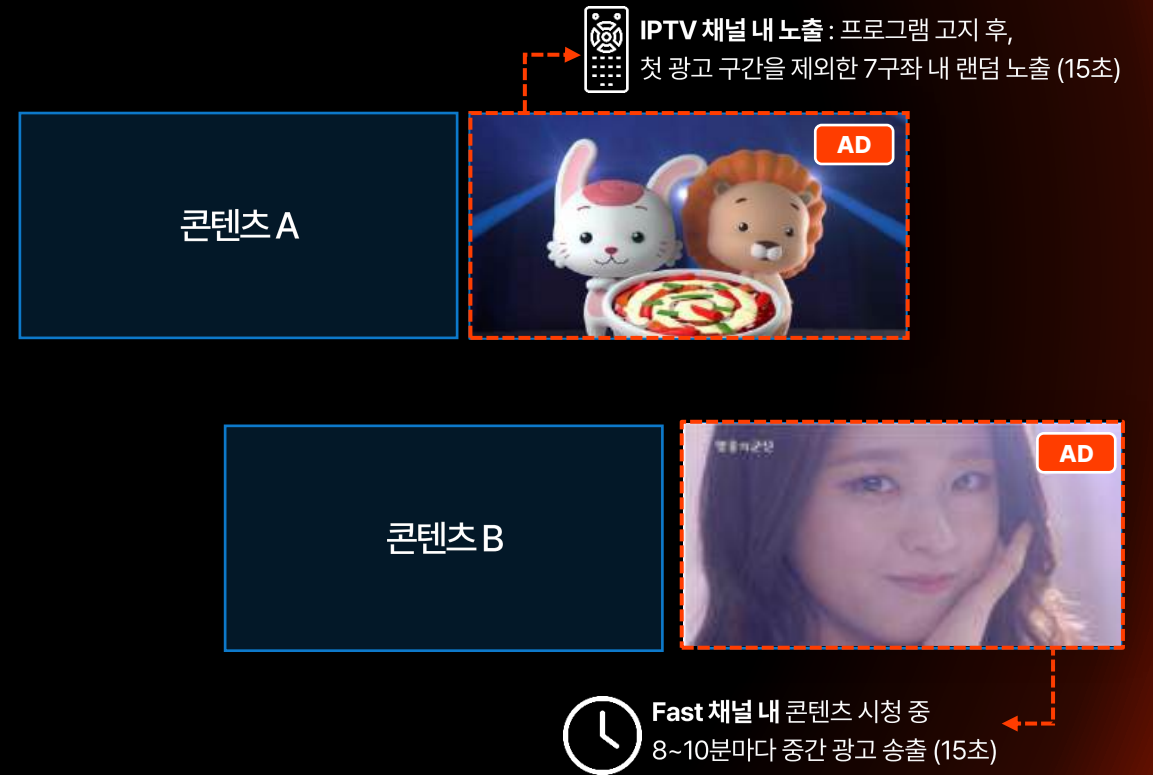 IPTV 채널 내 노출 : 프로그램 고지 후,
첫 광고 구간을 제외한 7구좌 내 랜덤 노출 (15초)
콘텐츠 A
AD
콘텐츠 B
AD
Fast 채널 내 콘텐츠 시청 중
8~10분마다 중간 광고 송출 (15초)